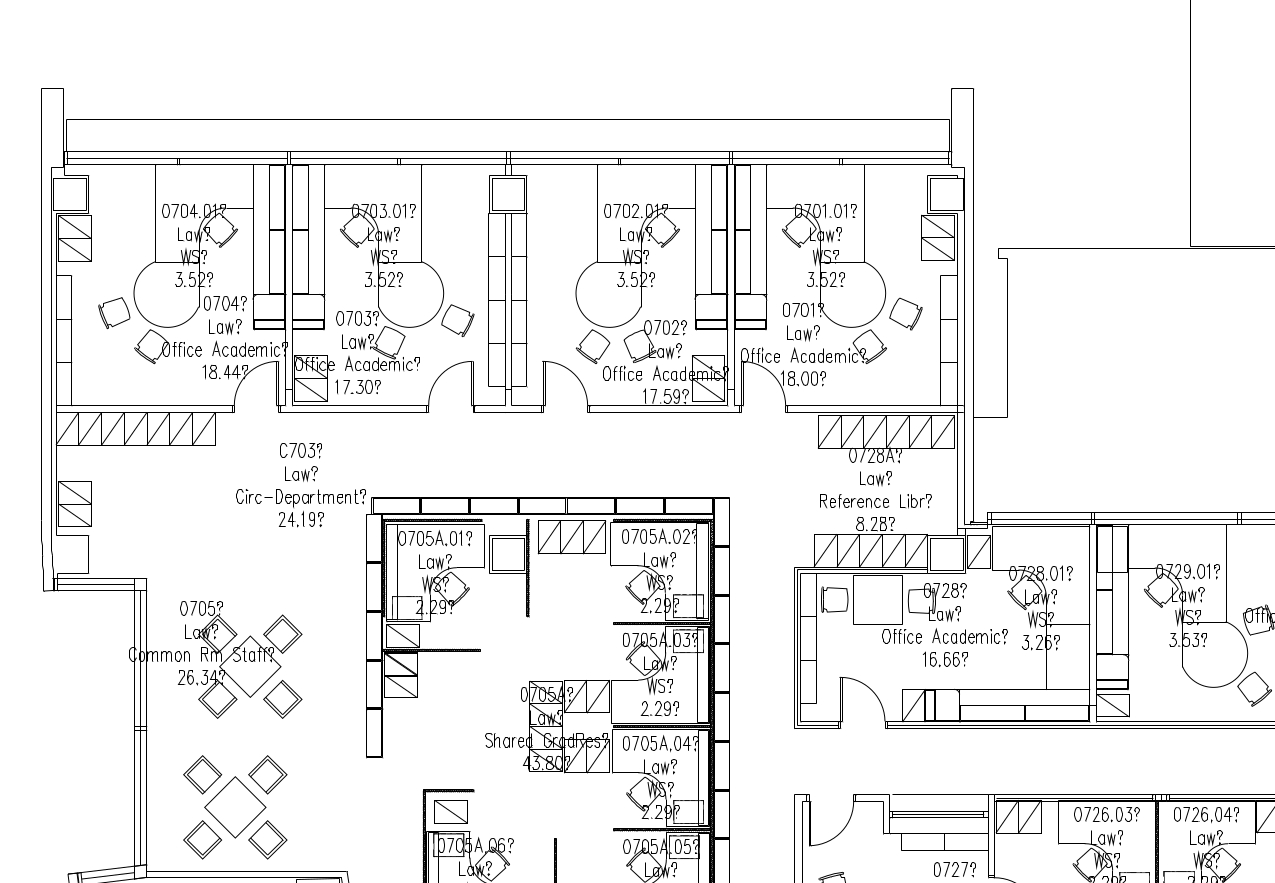 0704.01?
Law?
WS?
3.52?
0703.01?
Law?
WS?
3.52?
0702.01?
Law?
WS?
3.52?
0701.01?
Law?
WS?
3.52?
0704?
Law?
Office Academic?
18.44?
0703?
Law?
Office Academic?
17.30?
0702?
Law?
Office Academic?
17.59?
0701?
Law?
Office Academic?
18.00?
C703?
Law?
Circ-Department?
24.19?
0728A?
Law?
Reference Libr?
8.28?
0705A.01?
Law?
WS?
2.29?
0705A.02?
Law?
WS?
2.29?
0728?
Law?
Office Academic?
16.66?
0728.01?
Law?
WS?
3.26?
0729.01?
Law?
WS?
3.53?
0705?
Law?
Common Rm Staff?
26.34?
0705A.03?
Law?
WS?
2.29?
0705A?
Law?
Shared GradRes?
43.80?
0705A.04?
Law?
WS?
2.29?
0705A.06?
Law?
0705A.05?
Law?
0726.03?
Law?
WS?
2.29?
0726.04?
Law?
WS?
2.29?
0727?